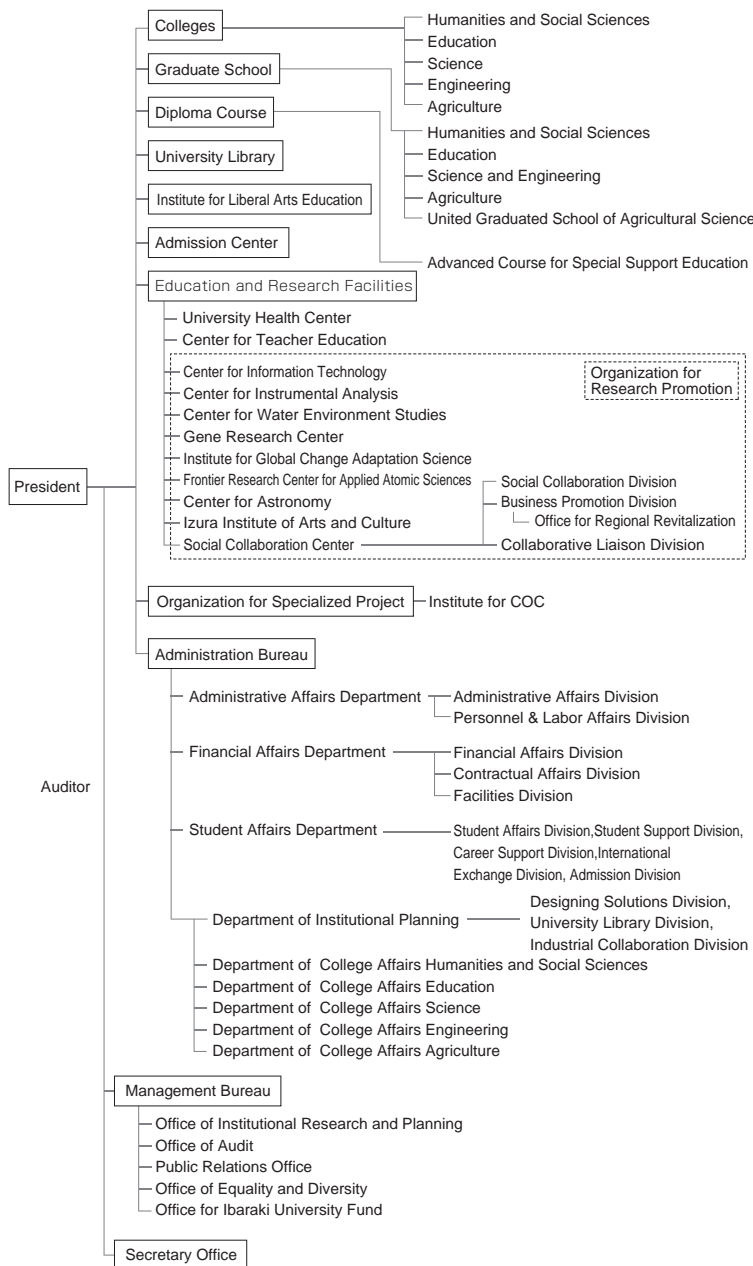 Colleges
Humanities and Social Sciences
Education
Science
Engineering
Agriculture
Graduate School
Humanities and Social Sciences
Education
Science and Engineering
Agriculture
United Graduated School of Agricultural Science
Diploma Course
Advanced Course for Special Support Education
University Library
Institute for Liberal Arts Education
Admission Center
Education and Research Facilities
University Health Center
Center for Teacher Education
Organization for
Research Promotion
Center for Information Technology
Center for Instrumental Analysis
Center for Water Environment Studies
Gene Research Center
Institute for Global Change Adaptation Science
Frontier Research Center for Applied Atomic Sciences
Center for Astronomy
Izura Institute of Arts and Culture
Social Collaboration Center
Social Collaboration Division
Business Promotion Division
Office for Regional Revitalization
Collaborative Liaison Division
President
Organization for Specialized Project
Institute for COC
Administration Bureau
Administrative Affairs Department
Administrative Affairs Division
Personnel & Labor Affairs Division
Financial Affairs Department
Financial Affairs Division
Contractual Affairs Division
Facilities Division
Auditor
Student Affairs Department
Student Affairs Division,Student Support Division,
Career Support Division,International
Exchange Division, Admission Division
Department of Institutional Planning
Designing Solutions Division,
University Library Division,
Industrial Collaboration Division
Department of College Affairs Humanities and Social Sciences
Department of College Affairs Education
Department of College Affairs Science
Department of College Affairs Engineering
Department of College Affairs Agriculture
Management Bureau
Office of Institutional Research and Planning
Office of Audit
Public Relations Office
Office of Equality and Diversity
Office for Ibaraki University Fund
Secretary Office